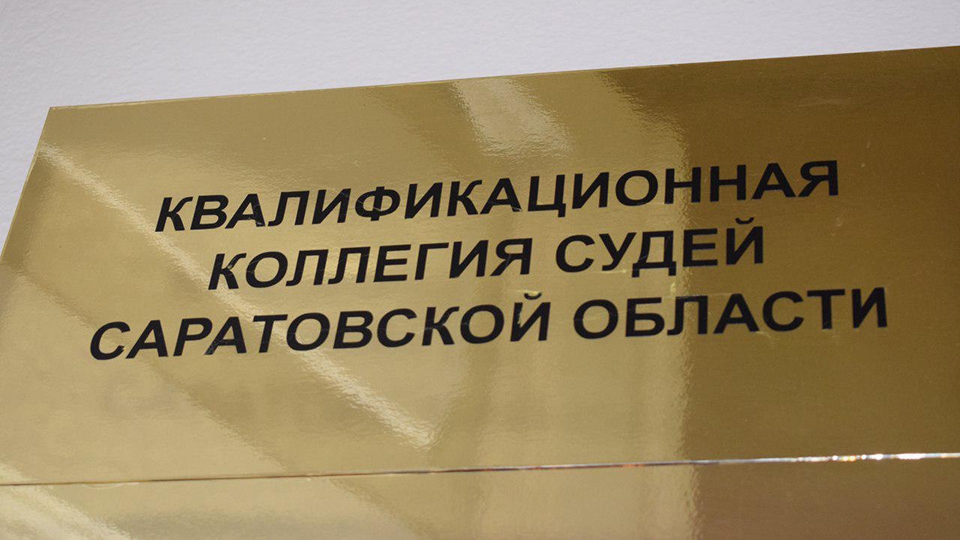 КВАЛИФИКАЦИОННАЯ
КОЛЛЕГИЯ СУДЕЙ
САРАТОВСКОЙ ОБЛАСТИ